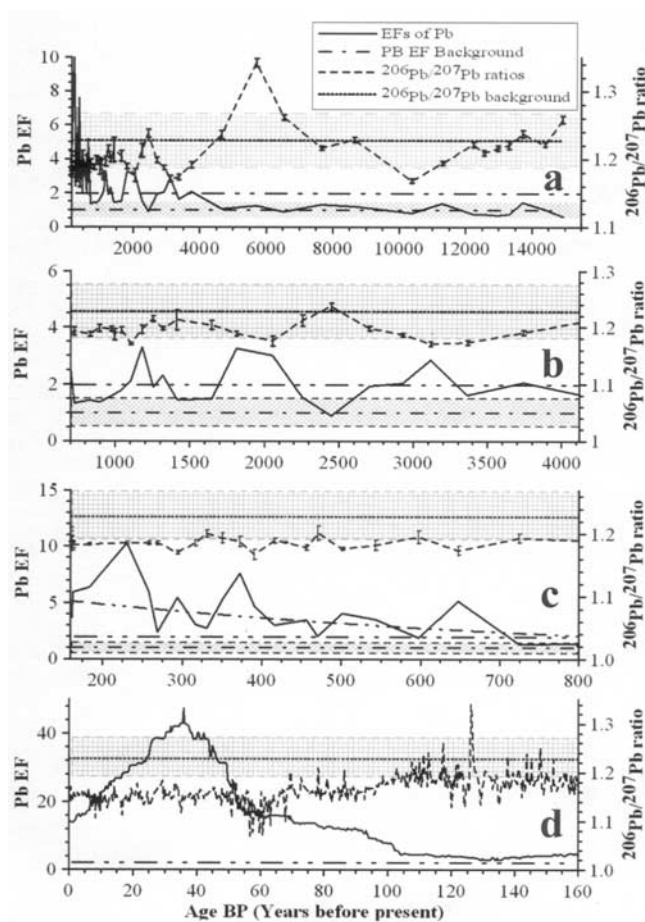 EFs of Pb
PB EF Background
206Pb/207Pb ratios
206Pb/207Pb background
10
8
6
4
2
0
Pb EF
1.3
1.2
1.1
206Pb/207Pb ratio
a
2000 4000 6000 8000 10000 12000 14000
6
4
2
0
Pb EF
1.3
1.2
1.1
1
206Pb/207Pb ratio
b
1000 1500 2000 2500 3000 3500 4000
15
10
5
0
Pb EF
1.2
1.1
1.0
206Pb/207Pb ratio
c
200 300 400 500 600 700 800
40
20
0
Pb EF
1.3
1.2
1.1
1.0
206Pb/207Pb ratio
d
0 20 40 60 80 100 120 140 160
Age BP (Years before present)